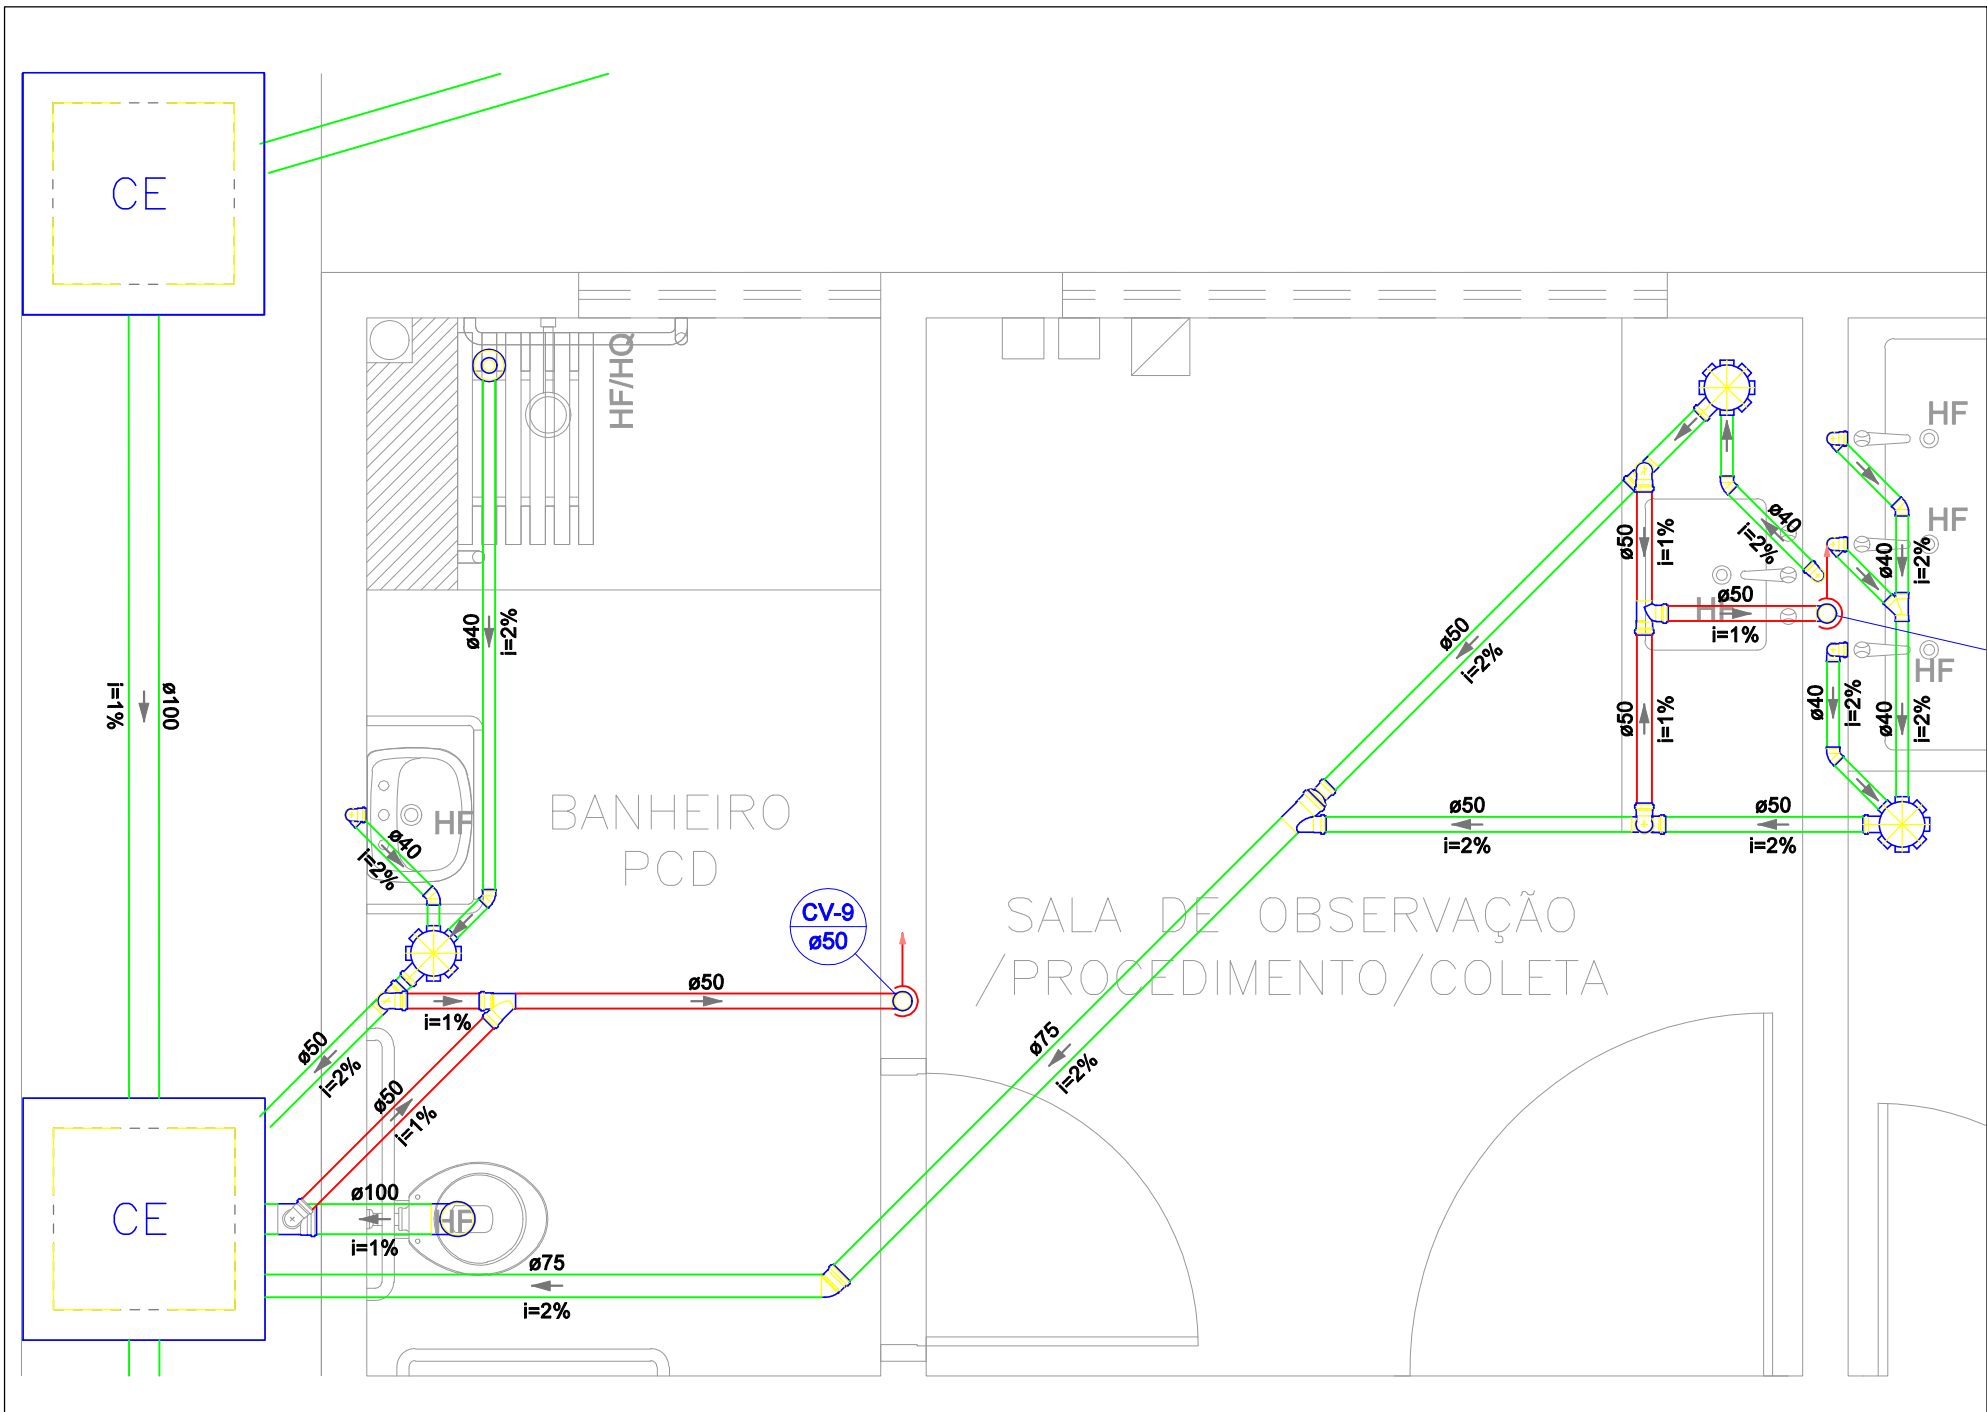 CE
HF/HQ
HF
HF
ø40
i=2%
ø50
i=1%
ø40
i=2%
ø50
HF
i=1%
ø40
i=2%
ø50
i=2%
HF
i=1%
ø100
ø50
i=1%
ø40
i=2%
ø40
i=2%
HF
ø40
i=2%
BANHEIRO
PCD
ø50
i=2%
ø50
i=2%
CV-9
ø50
SALA DE OBSERVAÇÃO
/PROCEDIMENTO/COLETA
ø50
i=1%
ø50
i=2%
ø75
i=2%
ø50
i=1%
CE
ø100
HF
i=1%
ø75
i=2%